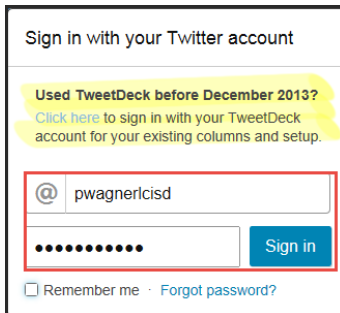 Sign in with your Twitter account
Used TweetDeck before December 2013?
Click here to sign in with your TweetDeck
account for your existing columns and setup.
@ pwagnerlcisd
●●●●●●●●●●● Sign in
Remember me · Forgot password?